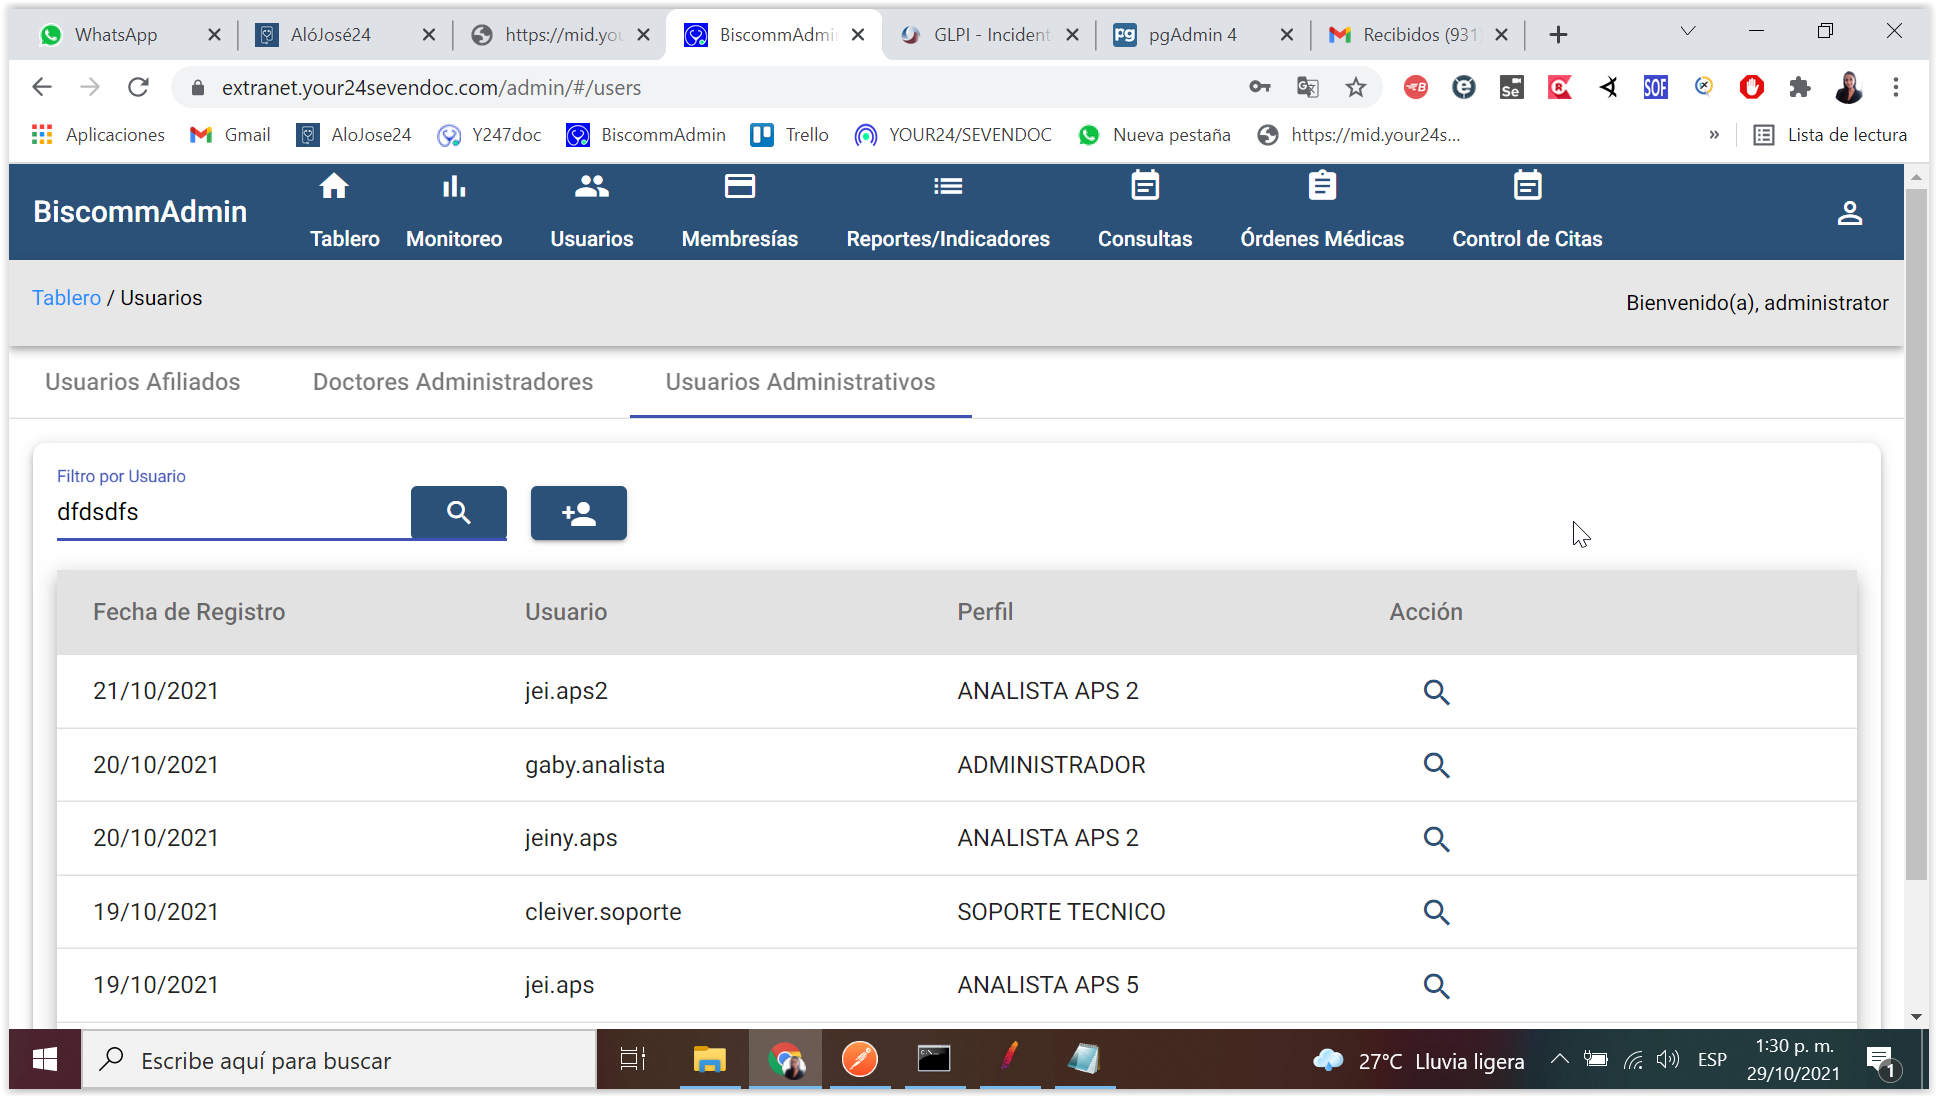 WhatsApp
AlóJosé24
https://mid.you
BiscommAdmin
GLPI - Incident
pgAdmin 4
Recibidos (931)
extranet.your24sevendoc.com/admin/#/users
Aplicaciones
Gmail
AloJose24
Y247doc
BiscommAdmin
Trello
YOUR24/SEVENDOC
Nueva pestaña
https://mid.your24s...
»
Lista de lectura
BiscommAdmin
Tablero
Monitoreo
Usuarios
Membresías
Reportes/Indicadores
Consultas
Órdenes Médicas
Control de Citas
Tablero / Usuarios
Bienvenido(a), administrator
Usuarios Afiliados
Doctores Administradores
Usuarios Administrativos
Filtro por Usuario
dfdsdfs
Fecha de Registro Usuario Perfil Acción
21/10/2021 jei.aps2 ANALISTA APS 2
20/10/2021 gaby.analista ADMINISTRADOR
20/10/2021 jeiny.aps ANALISTA APS 2
19/10/2021 cleiver.soporte SOPORTE TECNICO
19/10/2021 jei.aps ANALISTA APS 5
Escribe aquí para buscar
27°C Lluvia ligera
ESP
1:30 p. m.
29/10/2021
1